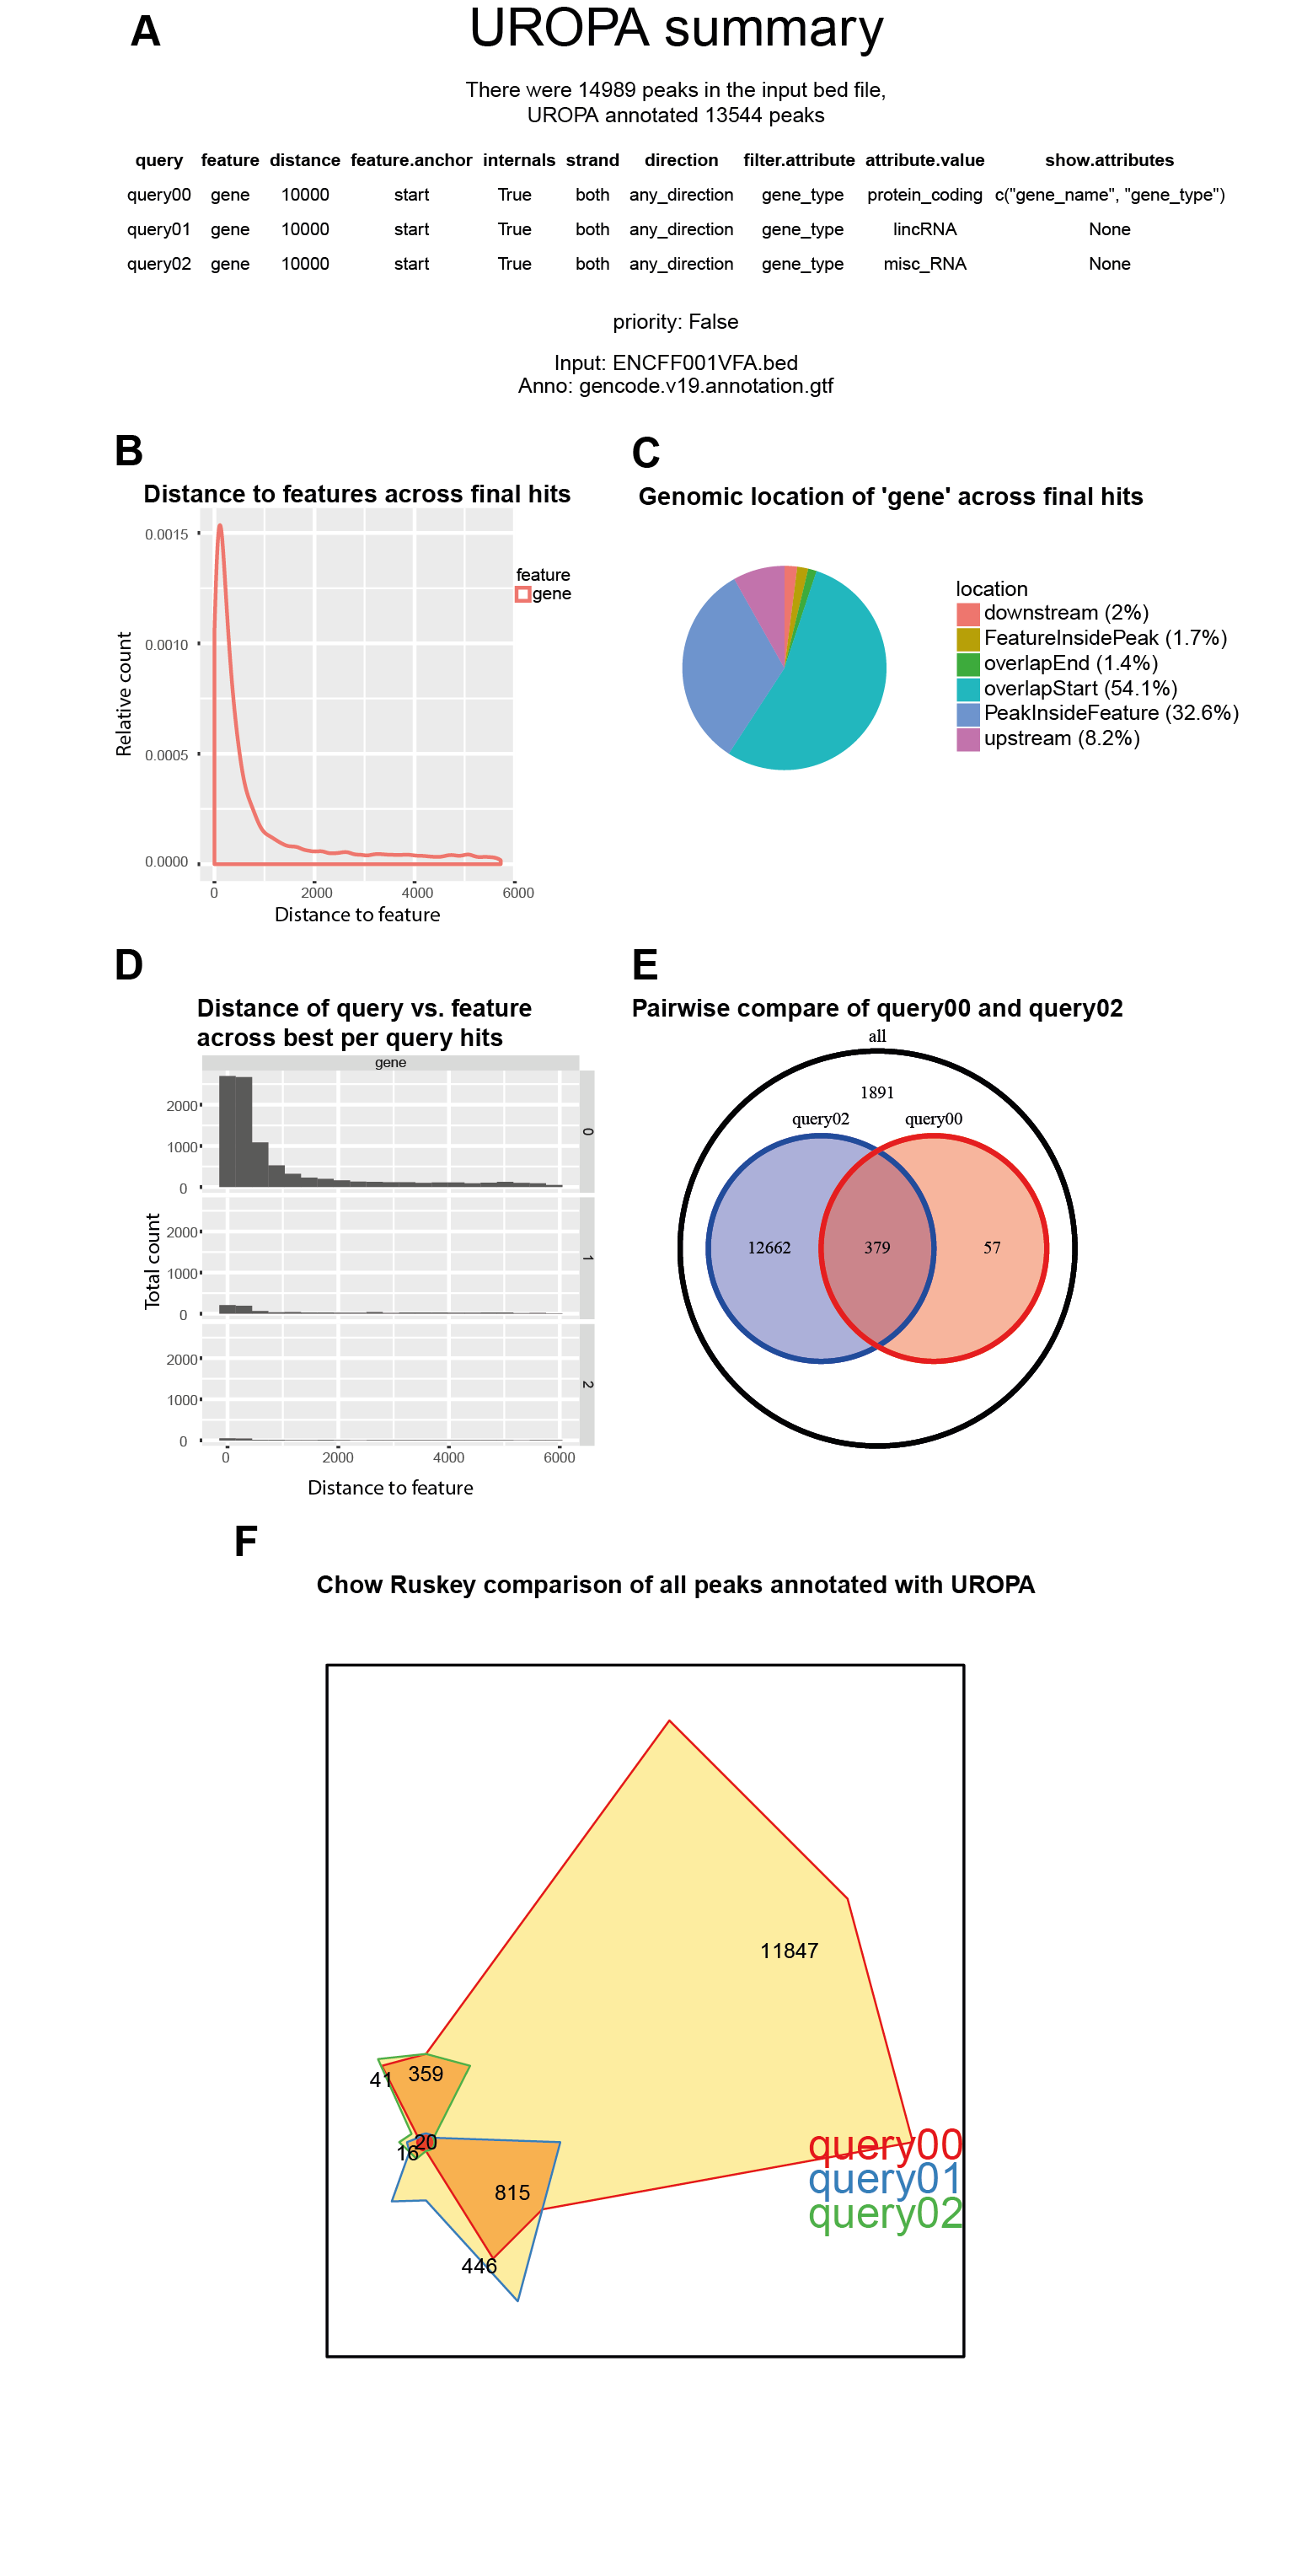 A
UROPA summary
There were 14989 peaks in the input bed file,
UROPA annotated 13544 peaks
query feature distance feature.anchor internals strand direction filter.attribute attribute.value show.attributes
query00 gene 10000 start True both any_direction gene_type protein_coding c("gene_name", "gene_type")
query01 gene 10000 start True both any_direction gene_type lincRNA None
query02 gene 10000 start True both any_direction gene_type misc_RNA None
priority: False
Input: ENCFF001VFA.bed
Anno: gencode.v19.annotation.gtf
B
Distance to features across final hits
0.0015
0.0010
0.0005
0.0000
Relative count
0 2000 4000 6000
Distance to feature
feature
gene
C
Genomic location of 'gene' across final hits
location
downstream (2%)
FeatureInsidePeak (1.7%)
overlapEnd (1.4%)
overlapStart (54.1%)
PeakInsideFeature (32.6%)
upstream (8.2%)
D
Distance of query vs. feature
across best per query hits
gene
2000
1000
0
0
2000
1000
0
1
2000
1000
0
2
Total count
0 2000 4000 6000
Distance to feature
E
Pairwise compare of query00 and query02
all
1891
query02 query00
12662 379 57
F
Chow Ruskey comparison of all peaks annotated with UROPA
11847
359
41
20
16
815
446
query00
query01
query02